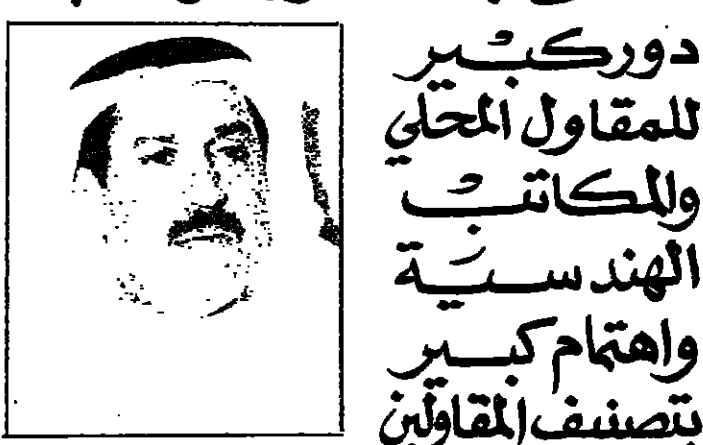 دور كبير
للمقاول المحلي
والمكاتب
الهندسية
واهتمام كبير
بتصنيف المقاولين